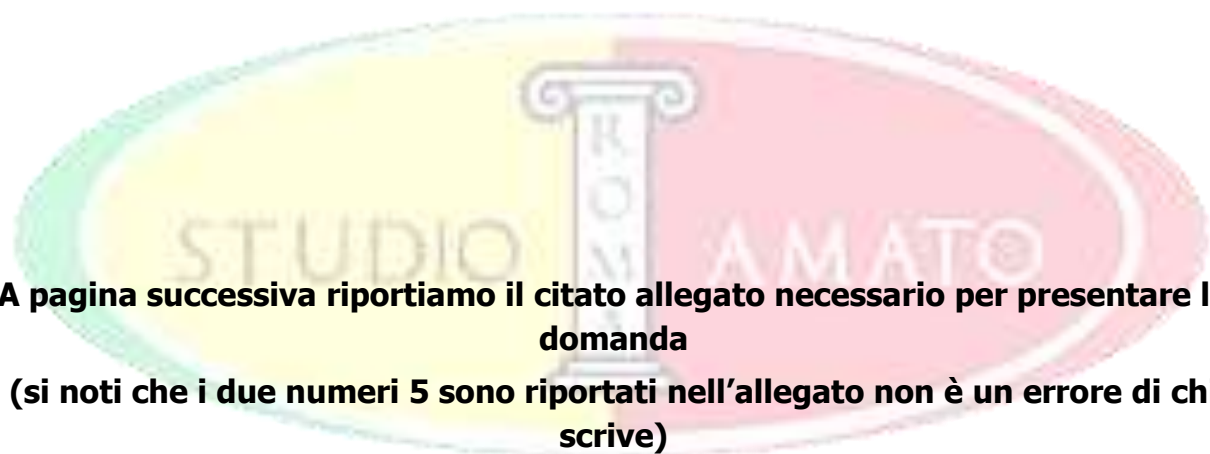 STUDIO
ROMA
AMATO
A pagina successiva riportiamo il citato allegato necessario per presentare l
domanda
(si noti che i due numeri 5 sono riportati nell’allegato non è un errore di ch
scrive)